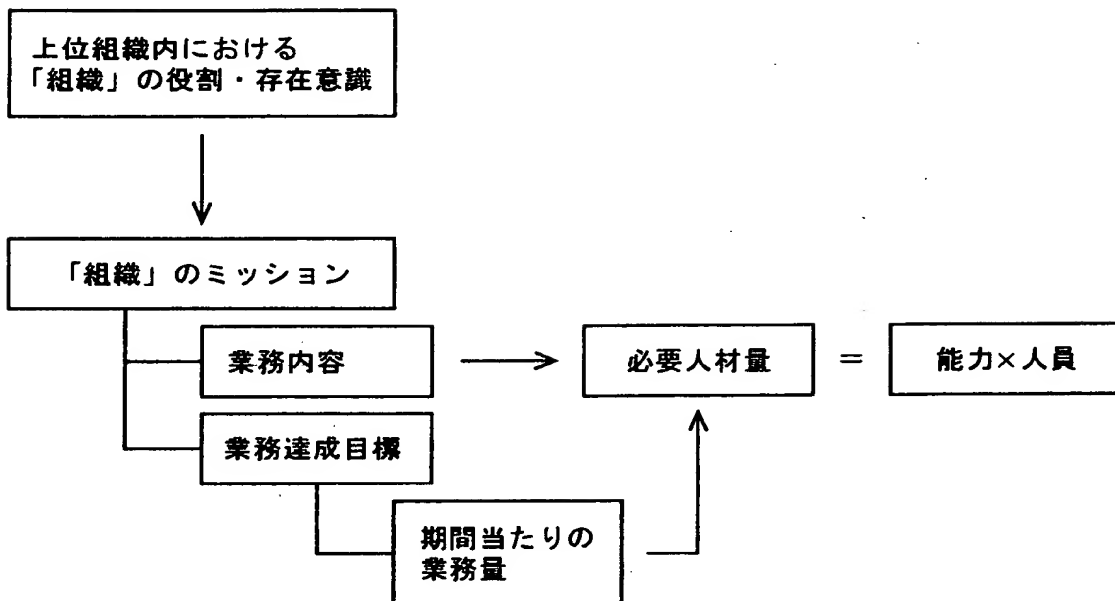 上位組織内における
「組織」の役割・存在意識
「組織」のミッション
業務内容
必要人材量
=
能力×人員
業務達成目標
期間当たりの
業務量